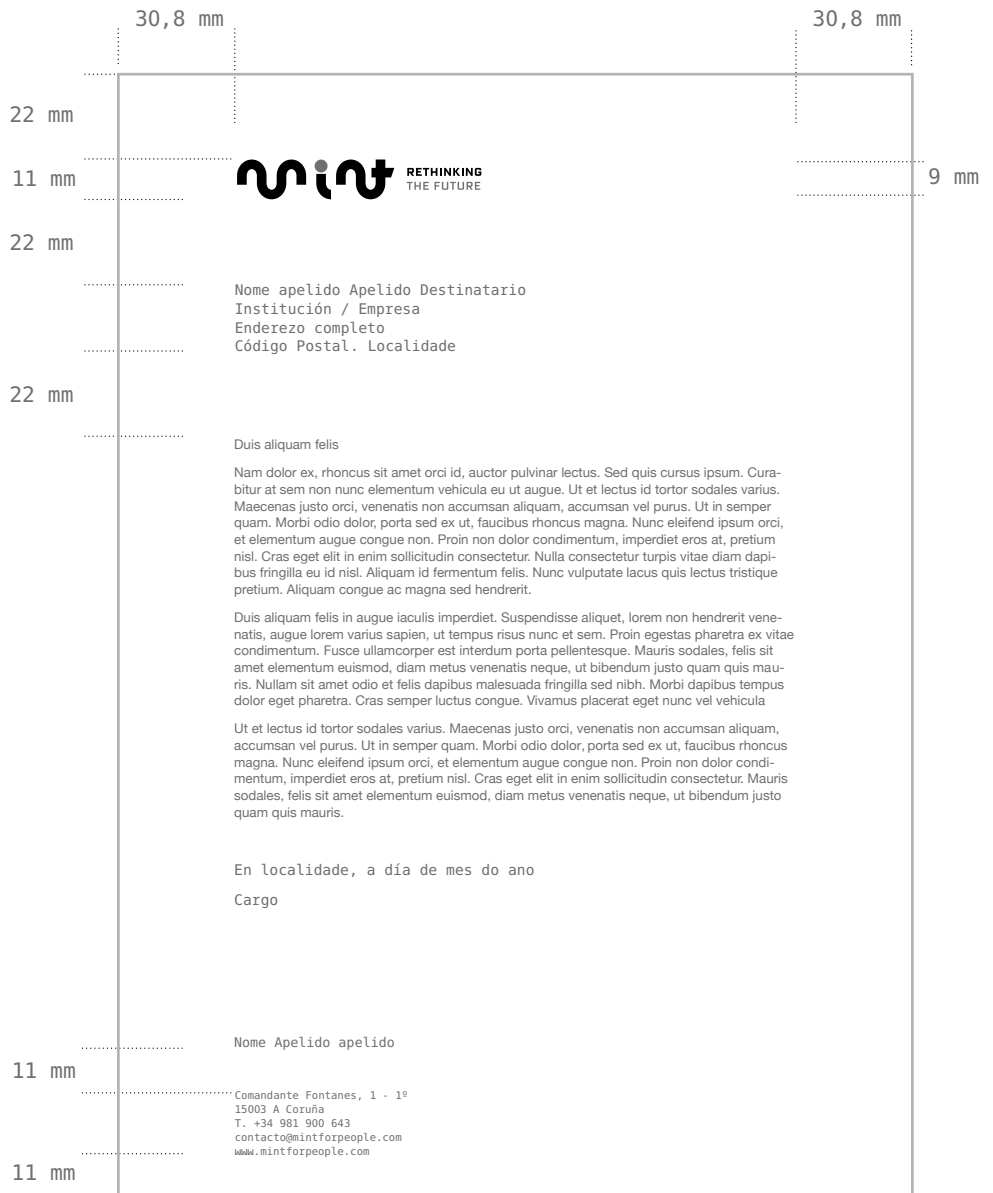 30,8 mm
30,8 mm
22 mm
11 mm
mint
RETHINKING
THE FUTURE
9 mm
22 mm
Nome apelido Apelido Destinatario
Institución / Empresa
Enderezo completo
Código Postal. Localidade
22 mm
Duis aliquam felis
Nam dolor ex, rhoncus sit amet orci id, auctor pulvinar lectus. Sed quis cursus ipsum. Cura-
bitur at sem non nunc elementum vehicula eu ut augue. Ut et lectus id tortor sodales varius.
Maecenas justo orci, venenatis non accumsan aliquam, accumsan vel purus. Ut in semper
quam. Morbi odio dolor, porta sed ex ut, faucibus rhoncus magna. Nunc eleifend ipsum orci,
et elementum augue congue non. Proin non dolor condimentum, imperdiet eros at, pretium
nisl. Cras eget elit in enim sollicitudin consectetur. Nulla consectetur turpis vitae diam dapi-
bus fringilla eu id nisl. Aliquam id fermentum felis. Nunc vulputate lacus quis lectus tristique
pretium. Aliquam congue ac magna sed hendrerit.
Duis aliquam felis in augue iaculis imperdiet. Suspendisse aliquet, lorem non hendrerit vene-
natis, augue lorem varius sapien, ut tempus risus nunc et sem. Proin egestas pharetra ex vitae
condimentum. Fusce ullamcorper est interdum porta pellentesque. Mauris sodales, felis sit
amet elementum euismod, diam metus venenatis neque, ut bibendum justo quam quis mau-
ris. Nullam sit amet odio et felis dapibus malesuada fringilla sed nibh. Morbi dapibus tempus
dolor eget pharetra. Cras semper luctus congue. Vivamus placerat eget nunc vel vehicula
Ut et lectus id tortor sodales varius. Maecenas justo orci, venenatis non accumsan aliquam,
accumsan vel purus. Ut in semper quam. Morbi odio dolor, porta sed ex ut, faucibus rhoncus
magna. Nunc eleifend ipsum orci, et elementum augue congue non. Proin non dolor condi-
mentum, imperdiet eros at, pretium nisl. Cras eget elit in enim sollicitudin consectetur. Mauris
sodales, felis sit amet elementum euismod, diam metus venenatis neque, ut bibendum justo
quam quis mauris.
En localidade, a día de mes do ano
Cargo
Nome Apelido apelido
11 mm
Comandante Fontanes, 1 - 1º
15003 A Coruña
T. +34 981 900 643
contacto@mintforpeople.com
www.mintforpeople.com
11 mm